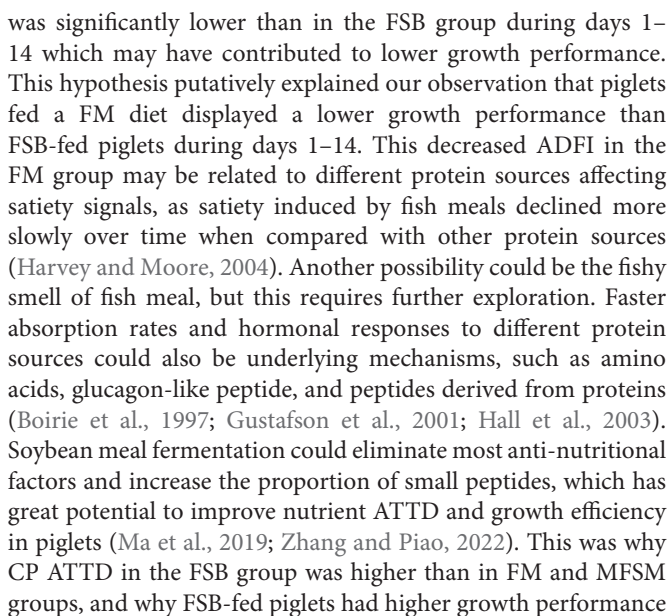 was significantly lower than in the FSB group during days 1–
14 which may have contributed to lower growth performance.
This hypothesis putatively explained our observation that piglets
fed a FM diet displayed a lower growth performance than
FSB-fed piglets during days 1–14. This decreased ADFI in the
FM group may be related to different protein sources affecting
satiety signals, as satiety induced by fish meals declined more
slowly over time when compared with other protein sources
(Harvey and Moore, 2004). Another possibility could be the fishy
smell of fish meal, but this requires further exploration. Faster
absorption rates and hormonal responses to different protein
sources could also be underlying mechanisms, such as amino
acids, glucagon-like peptide, and peptides derived from proteins
(Boirie et al., 1997; Gustafson et al., 2001; Hall et al., 2003).
Soybean meal fermentation could eliminate most anti-nutritional
factors and increase the proportion of small peptides, which has
great potential to improve nutrient ATTD and growth efficiency
in piglets (Ma et al., 2019; Zhang and Piao, 2022). This was why
CP ATTD in the FSB group was higher than in FM and MFSM
groups, and why FSB-fed piglets had higher growth performance